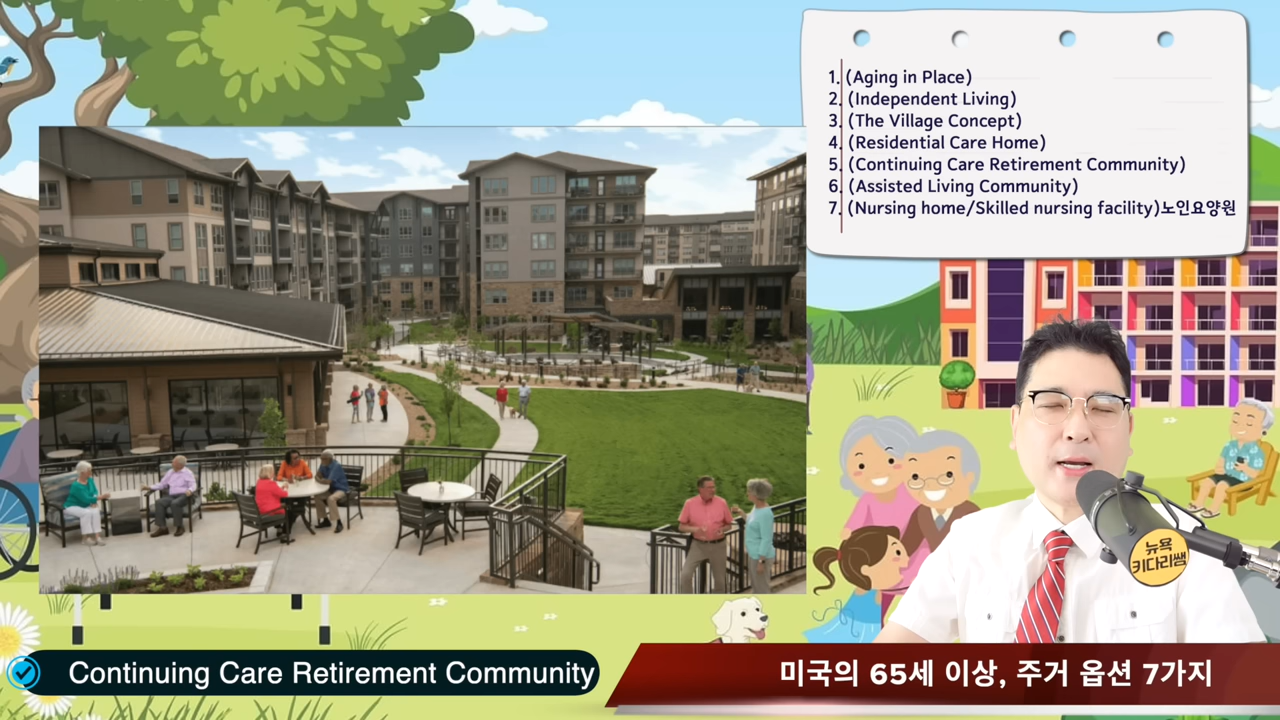 1. (Aging in Place)
2. (Independent Living)
3. (The Village Concept)
4. (Residential Care Home)
5. (Continuing Care Retirement Community)
6. (Assisted Living Community)
7. (Nursing home/Skilled nursing facility)노인요양원
뉴욕
키다리쌤
Continuing Care Retirement Community
미국의 65세 이상, 주거 옵션 7가지